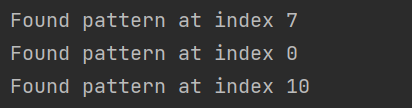 Found pattern at index 7
Found pattern at index 0
Found pattern at index 10